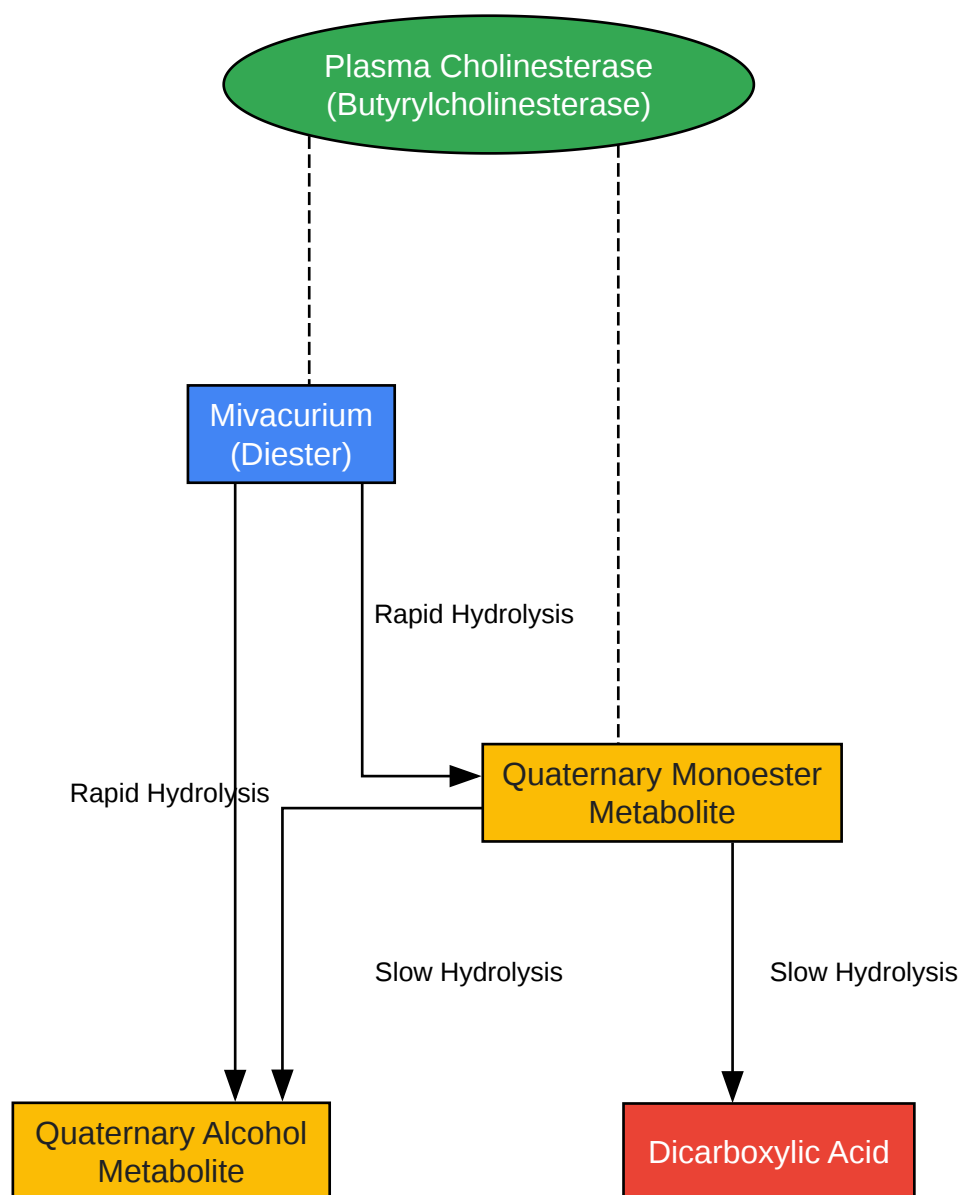 Plasma Cholinesterase
(Butyrylcholinesterase)
Mivacurium
(Diester)
Rapid Hydrolysis
Quaternary Monoester
Metabolite
Rapid Hydrolysis
Slow Hydrolysis
Slow Hydrolysis
Quaternary Alcohol
Metabolite
Dicarboxylic Acid